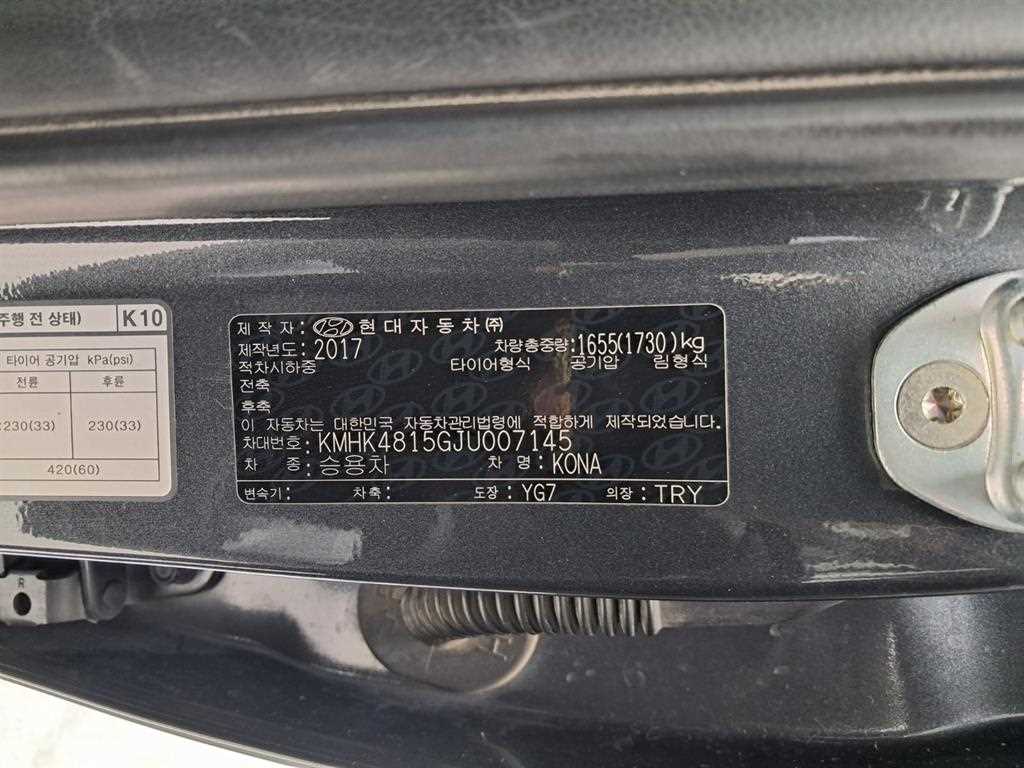 주행 전 상태) K10
타이어 공기압 kPa(psi)
전륜 후륜
230(33) 230(33)
420(60)
제 작 자 : 현대자동차㈜
제작년도 : 2017 차량총중량 : 1655(1730)kg
적차시하중 타이어형식 공기압 림형식
전축
후축
이 자동차는 대한민국 자동차관리법령에 적합하게 제작되었습니다.
차대번호 : KMHK4815GJU007145
차 종 : 승용차 차 명 : KONA
변속기 : 차축 : 도장 : YG7 의장 : TRY
R